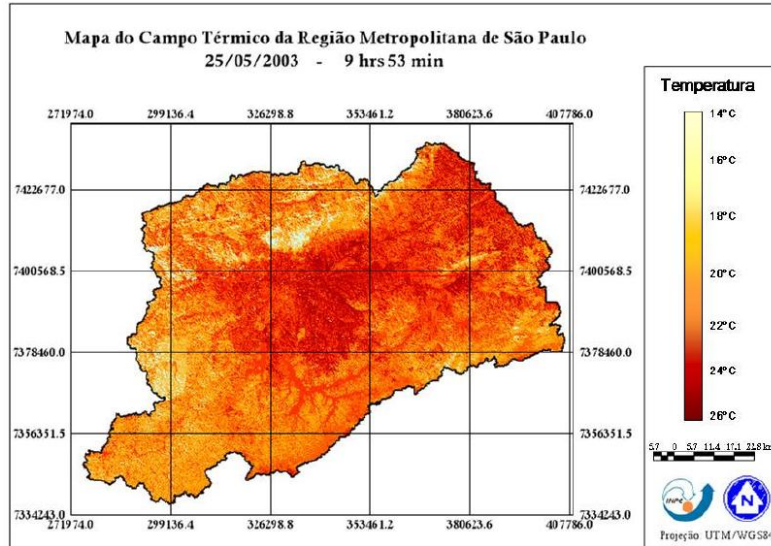 Mapa do Campo Térmico da Região Metropolitana de São Paulo
25/05/2003 - 9 hrs 53 min
271974.0 299136.4 326298.8 353461.2 380623.6 407786.0
7422677.0 7422677.0
7400568.5 7400568.5
7378460.0 7378460.0
7356351.5 7356351.5
7334243.0 7334243.0
271974.0 299136.4 326298.8 353461.2 380623.6 407786.0
Temperatura
14°C
16°C
18°C
20°C
22°C
24°C
26°C
5.7 0 5.7 11.4 17.1 22.8 km
INPE
N
Projeção: UTM/WGS84